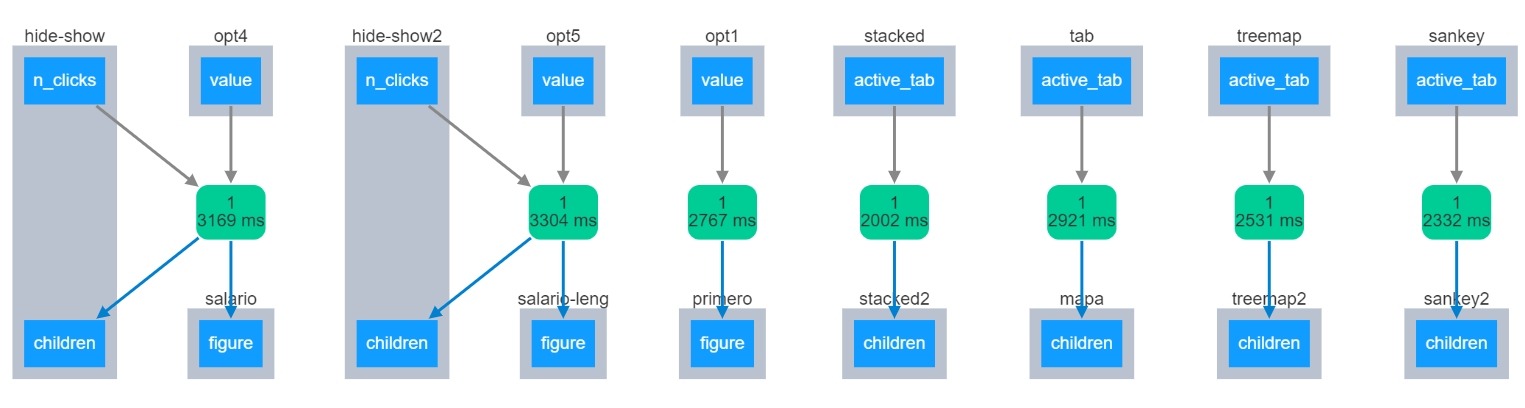 hide-show
opt4
hide-show2
opt5
opt1
stacked
tab
treemap
sankey
n_clicks
value
n_clicks
value
value
active_tab
active_tab
active_tab
active_tab
1
3169 ms
1
3304 ms
1
2767 ms
1
2002 ms
1
2921 ms
1
2531 ms
1
2332 ms
salario
salario-leng
primero
stacked2
mapa
treemap2
sankey2
children
figure
children
figure
figure
children
children
children
children